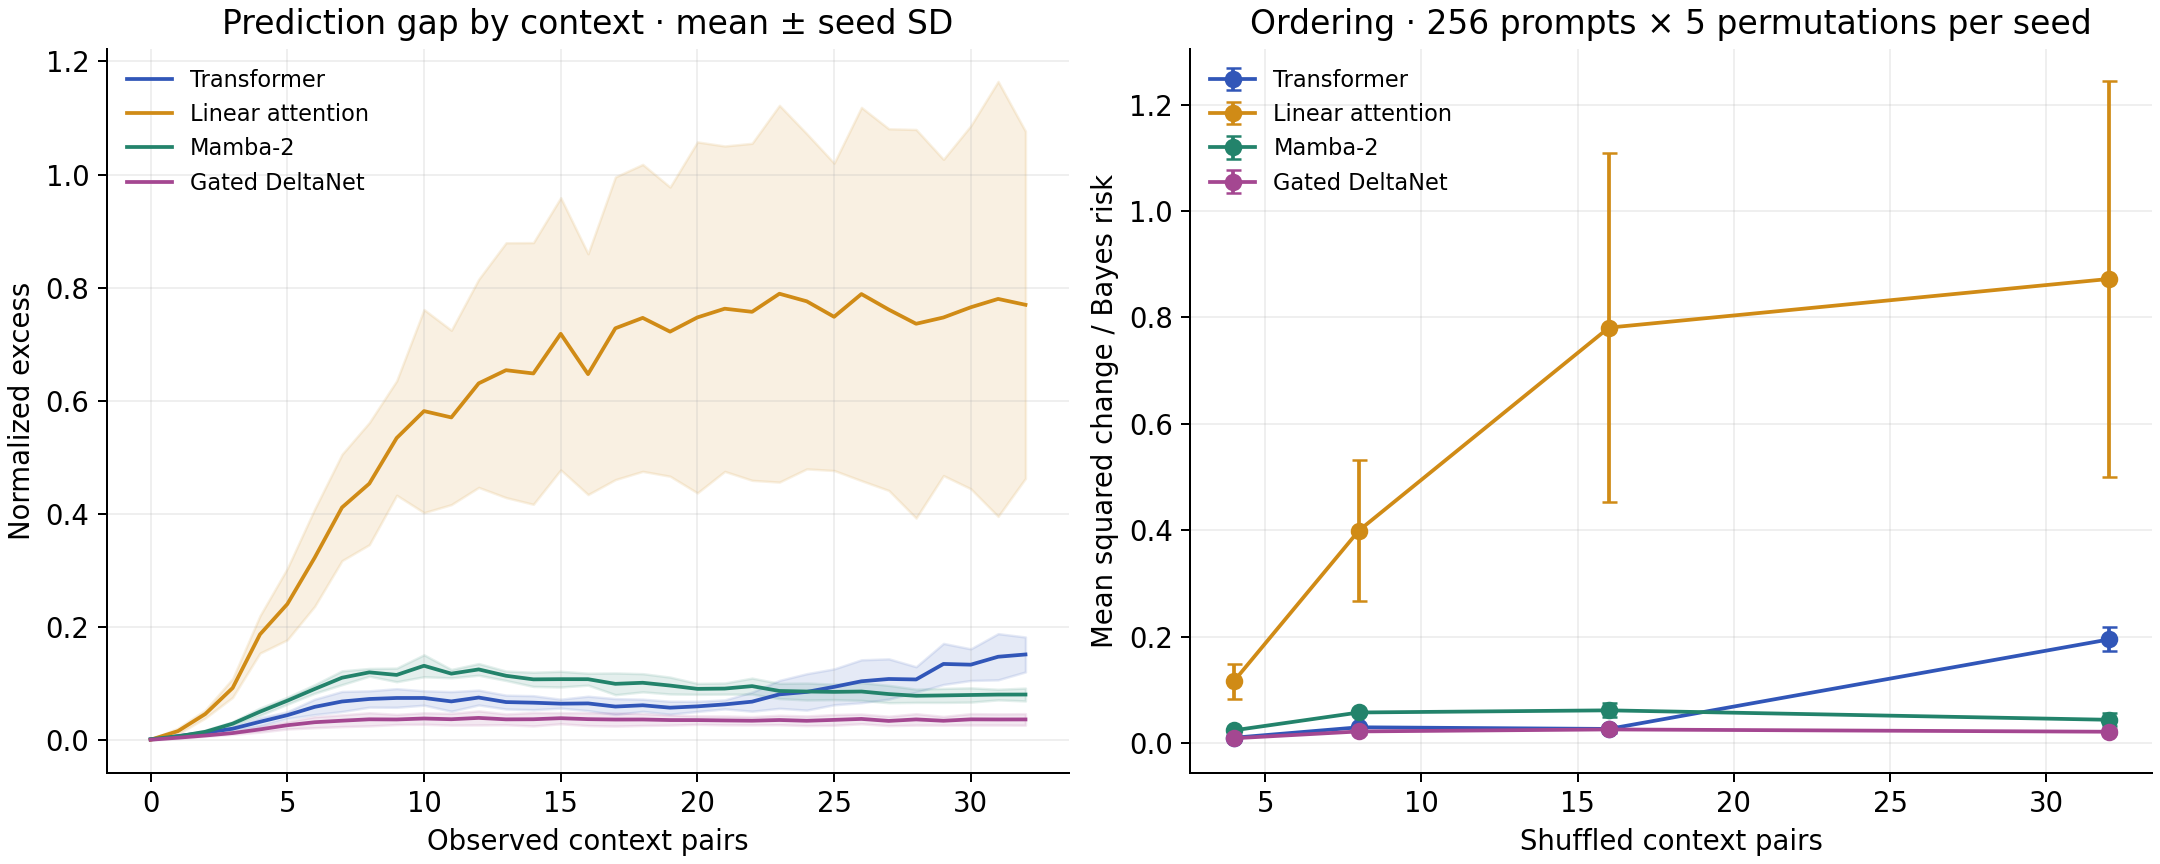 Prediction gap by context · mean ± seed SD
Normalized excess
1.2
1.0
0.8
0.6
0.4
0.2
0.0
Transformer
Linear attention
Mamba-2
Gated DeltaNet
0 5 10 15 20 25 30
Observed context pairs
Ordering · 256 prompts × 5 permutations per seed
Mean squared change / Bayes risk
1.2
1.0
0.8
0.6
0.4
0.2
0.0
Transformer
Linear attention
Mamba-2
Gated DeltaNet
5 10 15 20 25 30
Shuffled context pairs